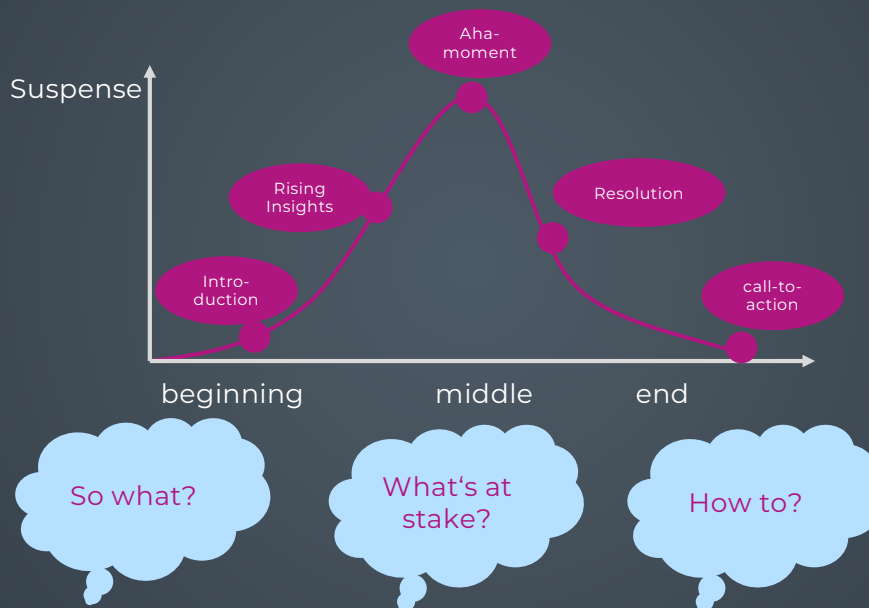 Aha-
moment
Suspense
Rising
Insights
Resolution
Intro-
duction
call-to-
action
beginning
middle
end
So what?
What‘s at
stake?
How to?